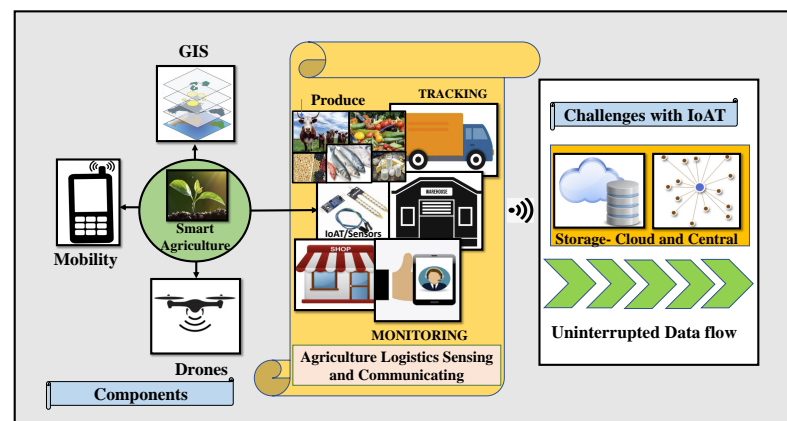 GIS
Smart
Agriculture
Mobility
Drones
Components
Produce
TRACKING
WAREHOUSE
IoAT/Sensors
SHOP
MONITORING
Agriculture Logistics Sensing
and Communicating
Challenges with IoAT
Storage- Cloud and Central
Uninterrupted Data flow